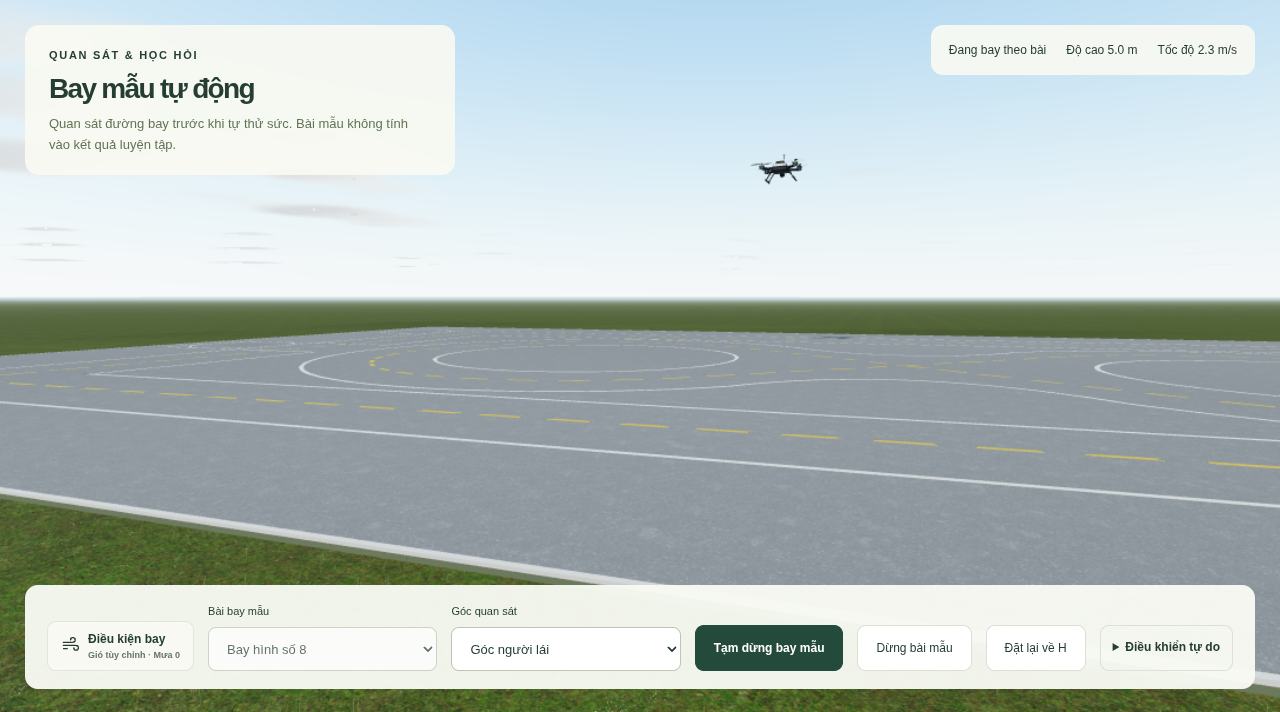 QUAN SÁT & HỌC HỎI
Bay mẫu tự động
Quan sát đường bay trước khi tự thử sức. Bài mẫu không tính
vào kết quả luyện tập.
Đang bay theo bài
Độ cao 5.0 m
Tốc độ 2.3 m/s
Điều kiện bay
Gió tùy chỉnh · Mưa 0
Bài bay mẫu
Bay hình số 8
Góc quan sát
Góc người lái
Tạm dừng bay mẫu
Dừng bài mẫu
Đặt lại về H
Điều khiển tự do